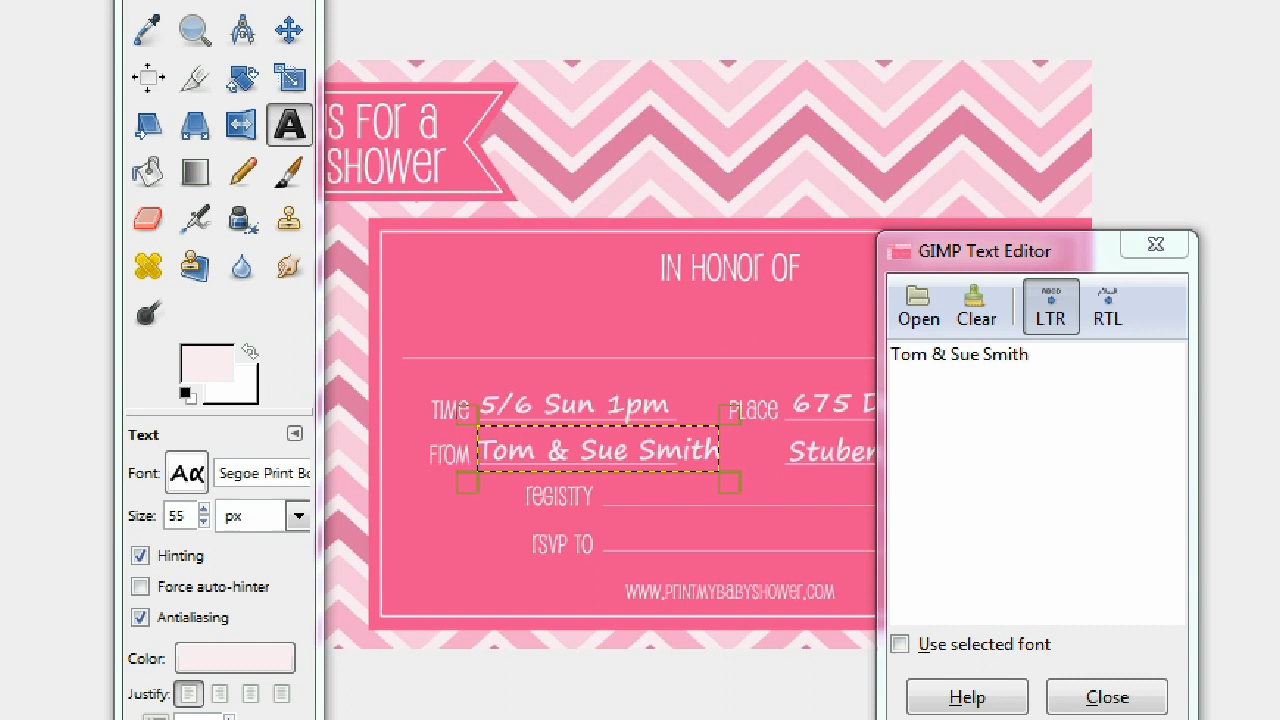 S FOR A
SHOWER
IN HONOR OF
TIME 5/6 Sun 1pm
PLACE 675 D
FROM Tom & Sue Smith
Stuber
REGISTRY
RSVP TO
WWW.PRINTMYBABYSHOWER.COM
Text
Font: Aα Segoe Print Bo
Size: 55 px
Hinting
Force auto-hinter
Antialiasing
Color:
Justify:
GIMP Text Editor
Open Clear LTR RTL
Tom & Sue Smith
Use selected font
Help Close